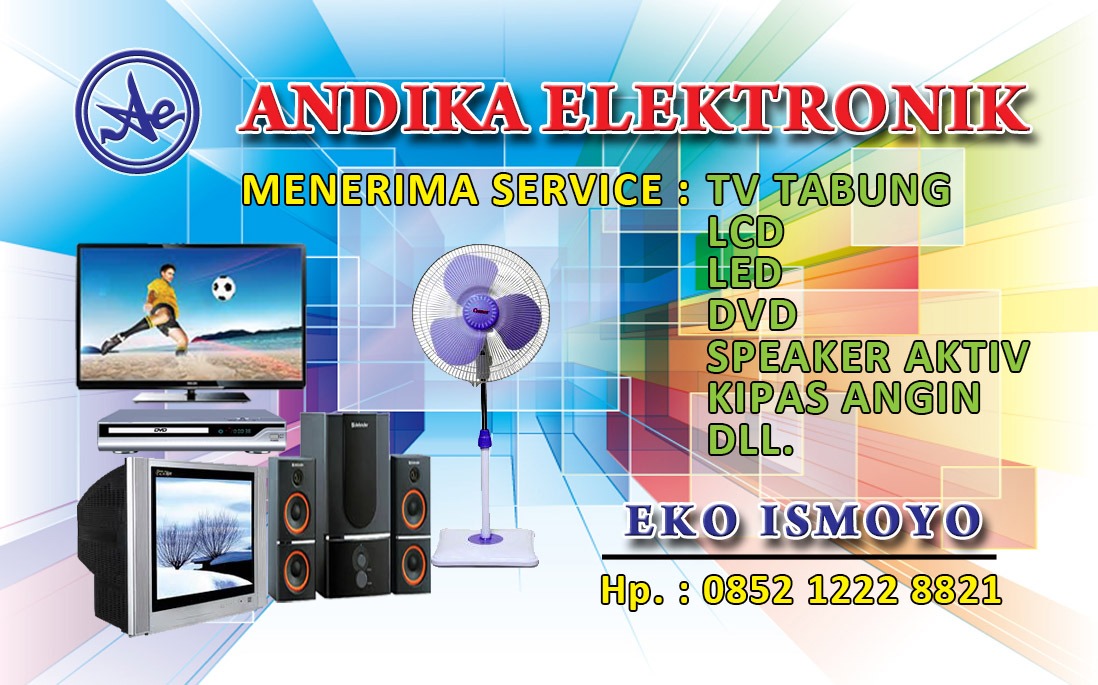 Ae
ANDIKA ELEKTRONIK
MENERIMA SERVICE : TV TABUNG
LCD
LED
DVD
SPEAKER AKTIV
KIPAS ANGIN
DLL.
DVD
EKO ISMOYO
Hp. : 0852 1222 8821